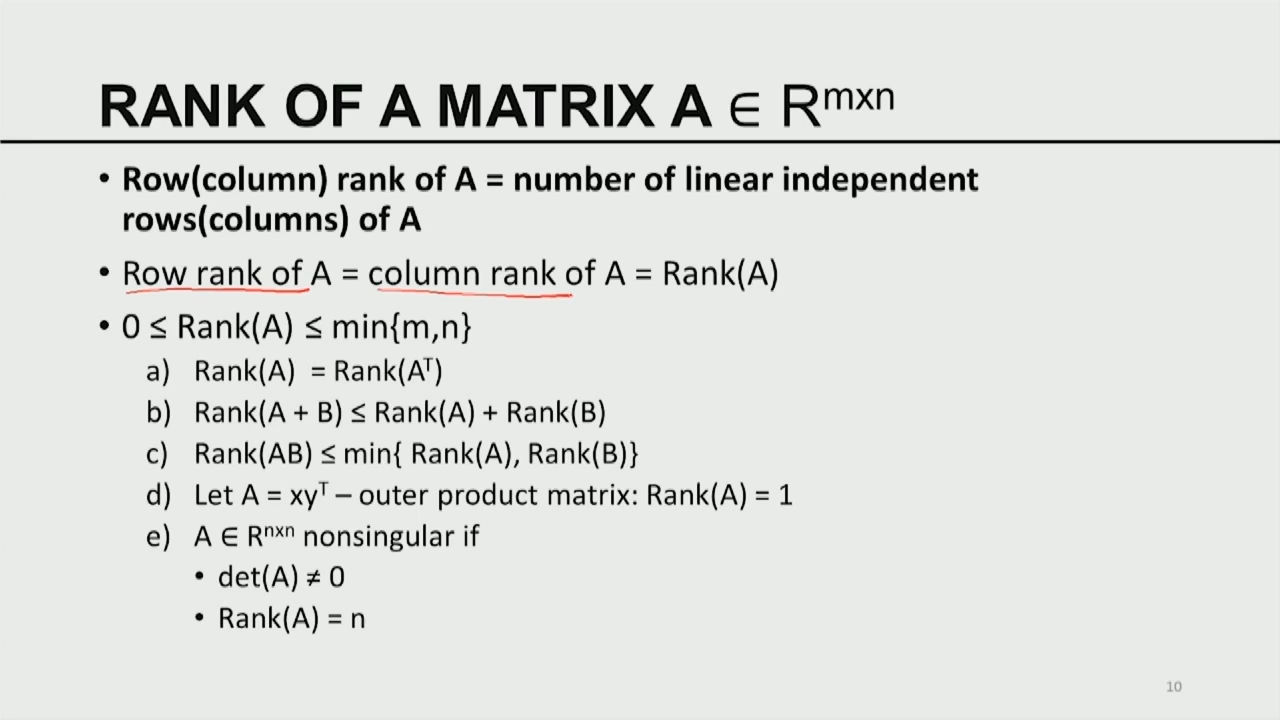 RANK OF A MATRIX A ∈ Rᵐˣⁿ
• Row(column) rank of A = number of linear independent
rows(columns) of A
• Row rank of A = column rank of A = Rank(A)
• 0 ≤ Rank(A) ≤ min{m,n}
a) Rank(A) = Rank(Aᵀ)
b) Rank(A + B) ≤ Rank(A) + Rank(B)
c) Rank(AB) ≤ min{ Rank(A), Rank(B)}
d) Let A = xyᵀ – outer product matrix: Rank(A) = 1
e) A ∈ Rⁿˣⁿ nonsingular if
• det(A) ≠ 0
• Rank(A) = n
10